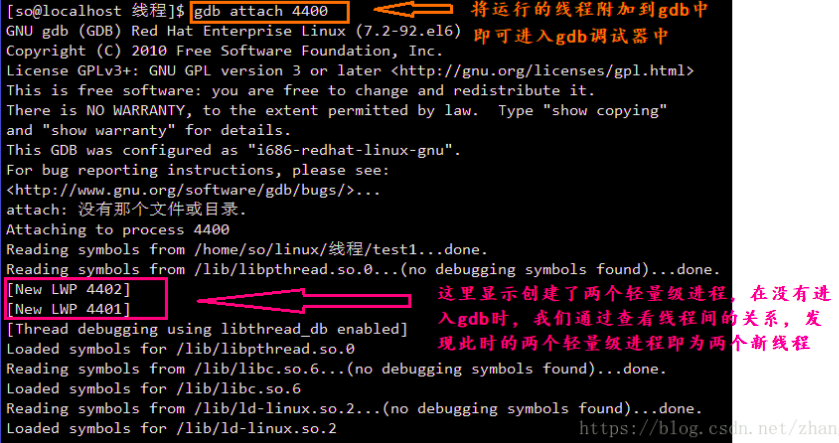 [so@localhost 线程]$ gdb attach 4400
将运行的线程附加到gdb中
即可进入gdb调试器中
GNU gdb (GDB) Red Hat Enterprise Linux (7.2-92.el6)
Copyright (C) 2010 Free Software Foundation, Inc.
License GPLv3+: GNU GPL version 3 or later <http://gnu.org/licenses/gpl.html>
This is free software: you are free to change and redistribute it.
There is NO WARRANTY, to the extent permitted by law.  Type "show copying"
and "show warranty" for details.
This GDB was configured as "i686-redhat-linux-gnu".
For bug reporting instructions, please see:
<http://www.gnu.org/software/gdb/bugs/>...
attach: 没有那个文件或目录.
Attaching to process 4400
Reading symbols from /home/so/linux/线程/test1...done.
Reading symbols from /lib/libpthread.so.0...(no debugging symbols found)...done.
[New LWP 4402]
[New LWP 4401]
这里显示创建了两个轻量级进程，在没有进
入gdb时，我们通过查看线程间的关系，发
现此时的两个轻量级进程即为两个新线程
[Thread debugging using libthread_db enabled]
Loaded symbols for /lib/libpthread.so.0
Reading symbols from /lib/libc.so.6...(no debugging symbols found)...done.
Loaded symbols for /lib/libc.so.6
Reading symbols from /lib/ld-linux.so.2...(no debugging symbols found)...done.
Loaded symbols for /lib/ld-linux.so.2
https://blog.csdn.net/zhan